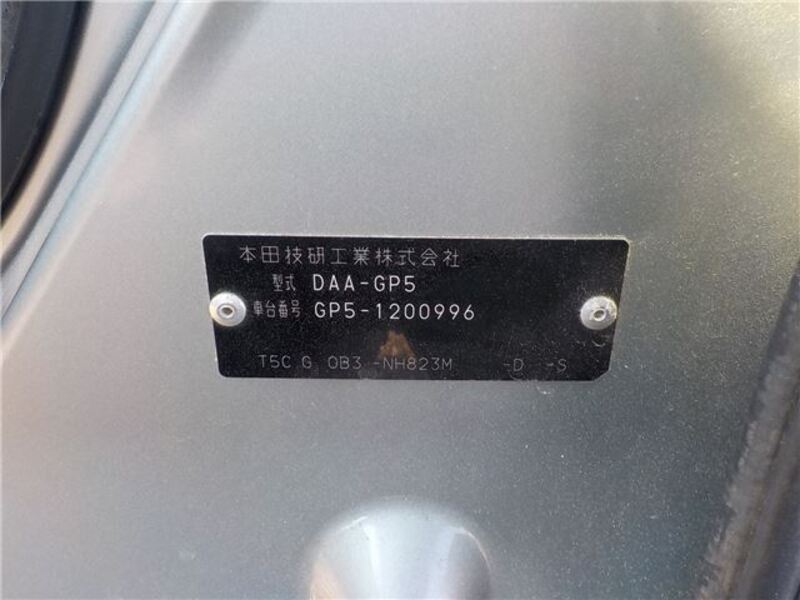 本田技研工業株式会社
型式 DAA-GP5
車台番号 GP5-1200996
T5C G QB3 -NH823M -D -S